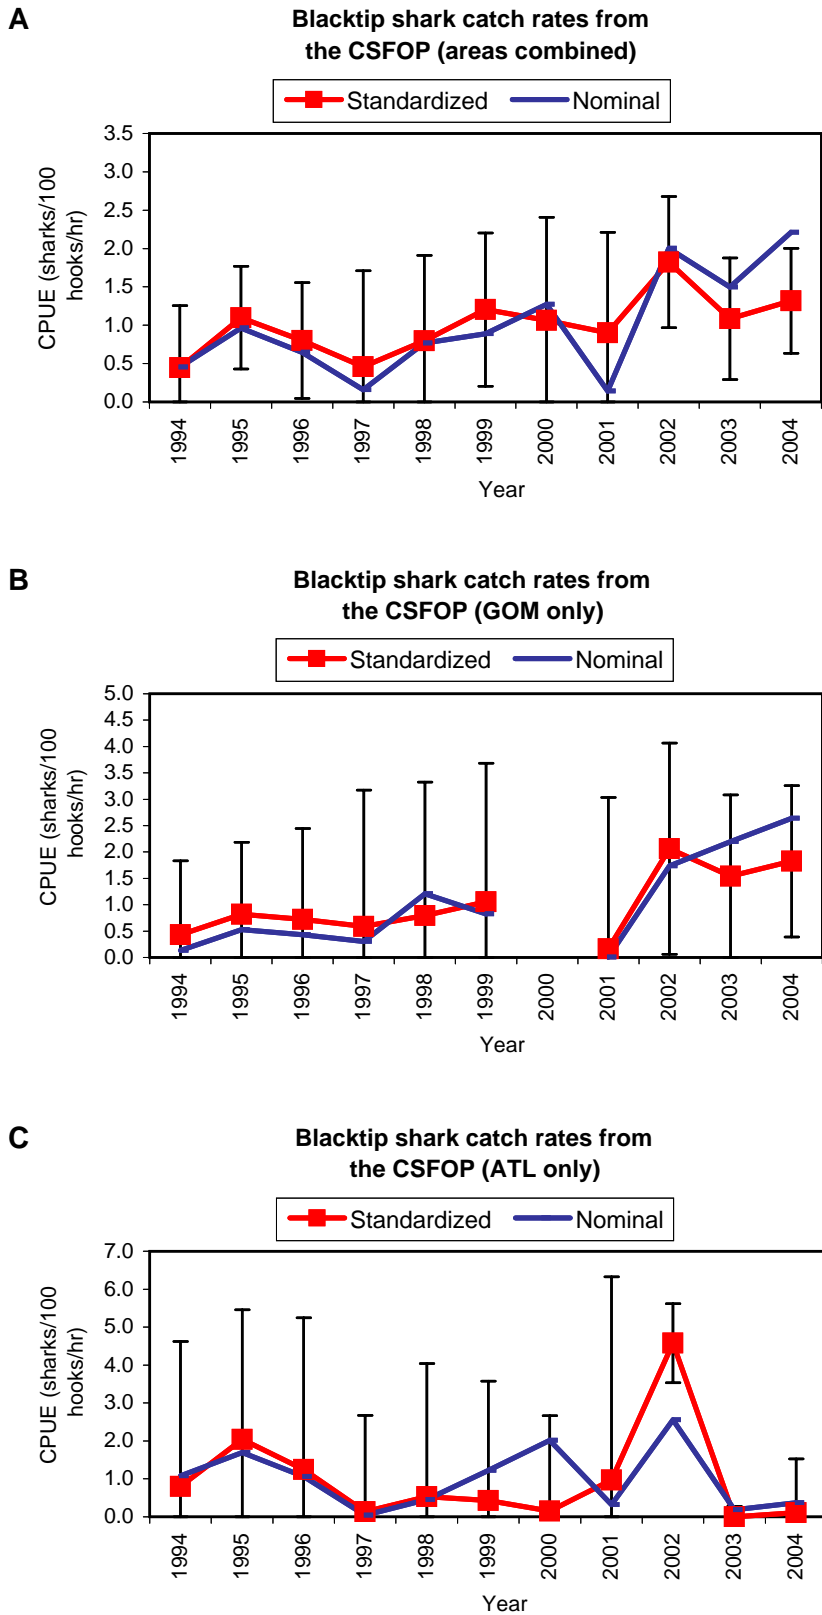 A
Blacktip shark catch rates from
the CSFOP (areas combined)
Standardized Nominal
CPUE (sharks/100
hooks/hr)
3.5
3.0
2.5
2.0
1.5
1.0
0.5
0.0
1994 1995 1996 1997 1998 1999 2000 2001 2002 2003 2004
Year
B
Blacktip shark catch rates from
the CSFOP (GOM only)
Standardized Nominal
CPUE (sharks/100
hooks/hr)
5.0
4.5
4.0
3.5
3.0
2.5
2.0
1.5
1.0
0.5
0.0
1994 1995 1996 1997 1998 1999 2000 2001 2002 2003 2004
Year
C
Blacktip shark catch rates from
the CSFOP (ATL only)
Standardized Nominal
CPUE (sharks/100
hooks/hr)
7.0
6.0
5.0
4.0
3.0
2.0
1.0
0.0
1994 1995 1996 1997 1998 1999 2000 2001 2002 2003 2004
Year